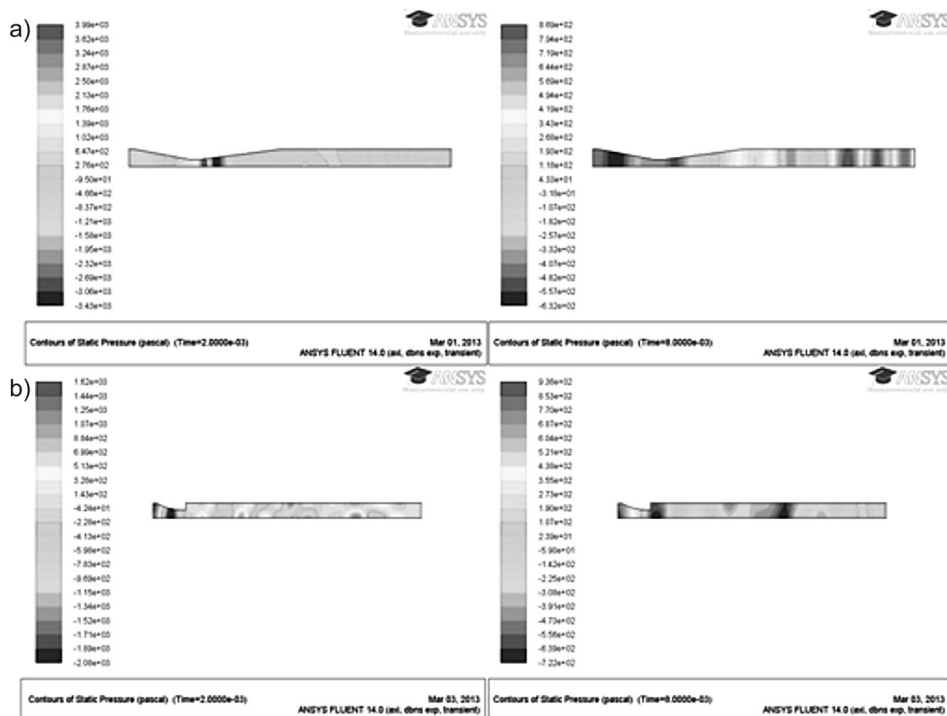 a)
ANSYS
Noncommercial use only
3.99e+03
3.62e+03
3.24e+03
2.87e+03
2.50e+03
2.13e+03
1.76e+03
1.39e+03
1.02e+03
6.47e+02
2.76e+02
-9.50e+01
-4.66e+02
-8.37e+02
-1.21e+03
-1.58e+03
-1.95e+03
-2.32e+03
-2.69e+03
-3.06e+03
-3.43e+03
Contours of Static Pressure (pascal) (Time=2.0000e-03)
Mar 01, 2013
ANSYS FLUENT 14.0 (axi, dbns exp, transient)
ANSYS
Noncommercial use only
8.69e+02
7.94e+02
7.19e+02
6.44e+02
5.69e+02
4.94e+02
4.19e+02
3.43e+02
2.68e+02
1.93e+02
1.18e+02
4.33e+01
-3.18e+01
-1.07e+02
-1.82e+02
-2.57e+02
-3.32e+02
-4.07e+02
-4.82e+02
-5.57e+02
-6.32e+02
Contours of Static Pressure (pascal) (Time=8.0000e-03)
Mar 01, 2013
ANSYS FLUENT 14.0 (axi, dbns exp, transient)
b)
ANSYS
Noncommercial use only
1.62e+03
1.44e+03
1.25e+03
1.07e+03
8.84e+02
6.99e+02
5.13e+02
3.28e+02
1.43e+02
-4.24e+01
-2.28e+02
-4.13e+02
-5.98e+02
-7.83e+02
-9.69e+02
-1.15e+03
-1.34e+03
-1.52e+03
-1.71e+03
-1.89e+03
-2.08e+03
Contours of Static Pressure (pascal) (Time=2.0000e-03)
Mar 03, 2013
ANSYS FLUENT 14.0 (axi, dbns exp, transient)
ANSYS
Noncommercial use only
9.36e+02
8.53e+02
7.70e+02
6.87e+02
6.04e+02
5.21e+02
4.38e+02
3.55e+02
2.73e+02
1.90e+02
1.07e+02
2.39e+01
-5.90e+01
-1.42e+02
-2.25e+02
-3.08e+02
-3.91e+02
-4.73e+02
-5.56e+02
-6.39e+02
-7.22e+02
Contours of Static Pressure (pascal) (Time=8.0000e-03)
Mar 03, 2013
ANSYS FLUENT 14.0 (axi, dbns exp, transient)